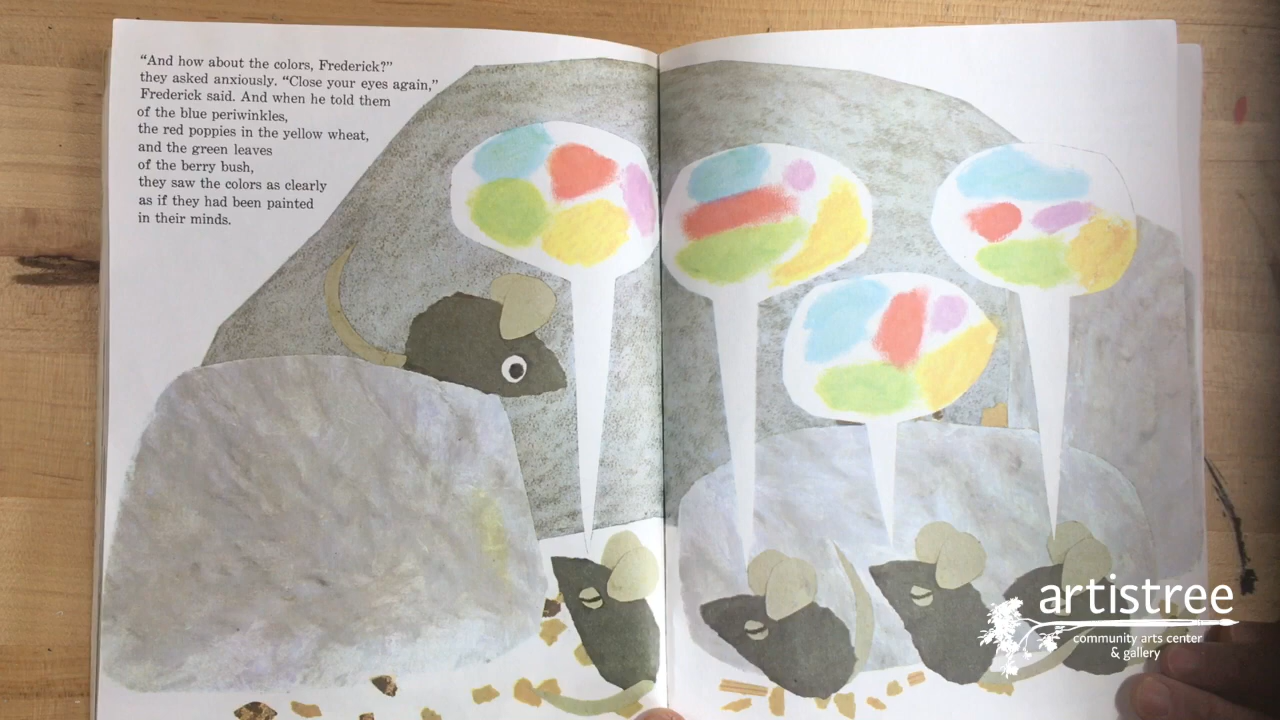 “And how about the colors, Frederick?”
they asked anxiously. “Close your eyes again,”
Frederick said. And when he told them
of the blue periwinkles,
the red poppies in the yellow wheat,
and the green leaves
of the berry bush,
they saw the colors as clearly
as if they had been painted
in their minds.
artistree
community arts center
& gallery